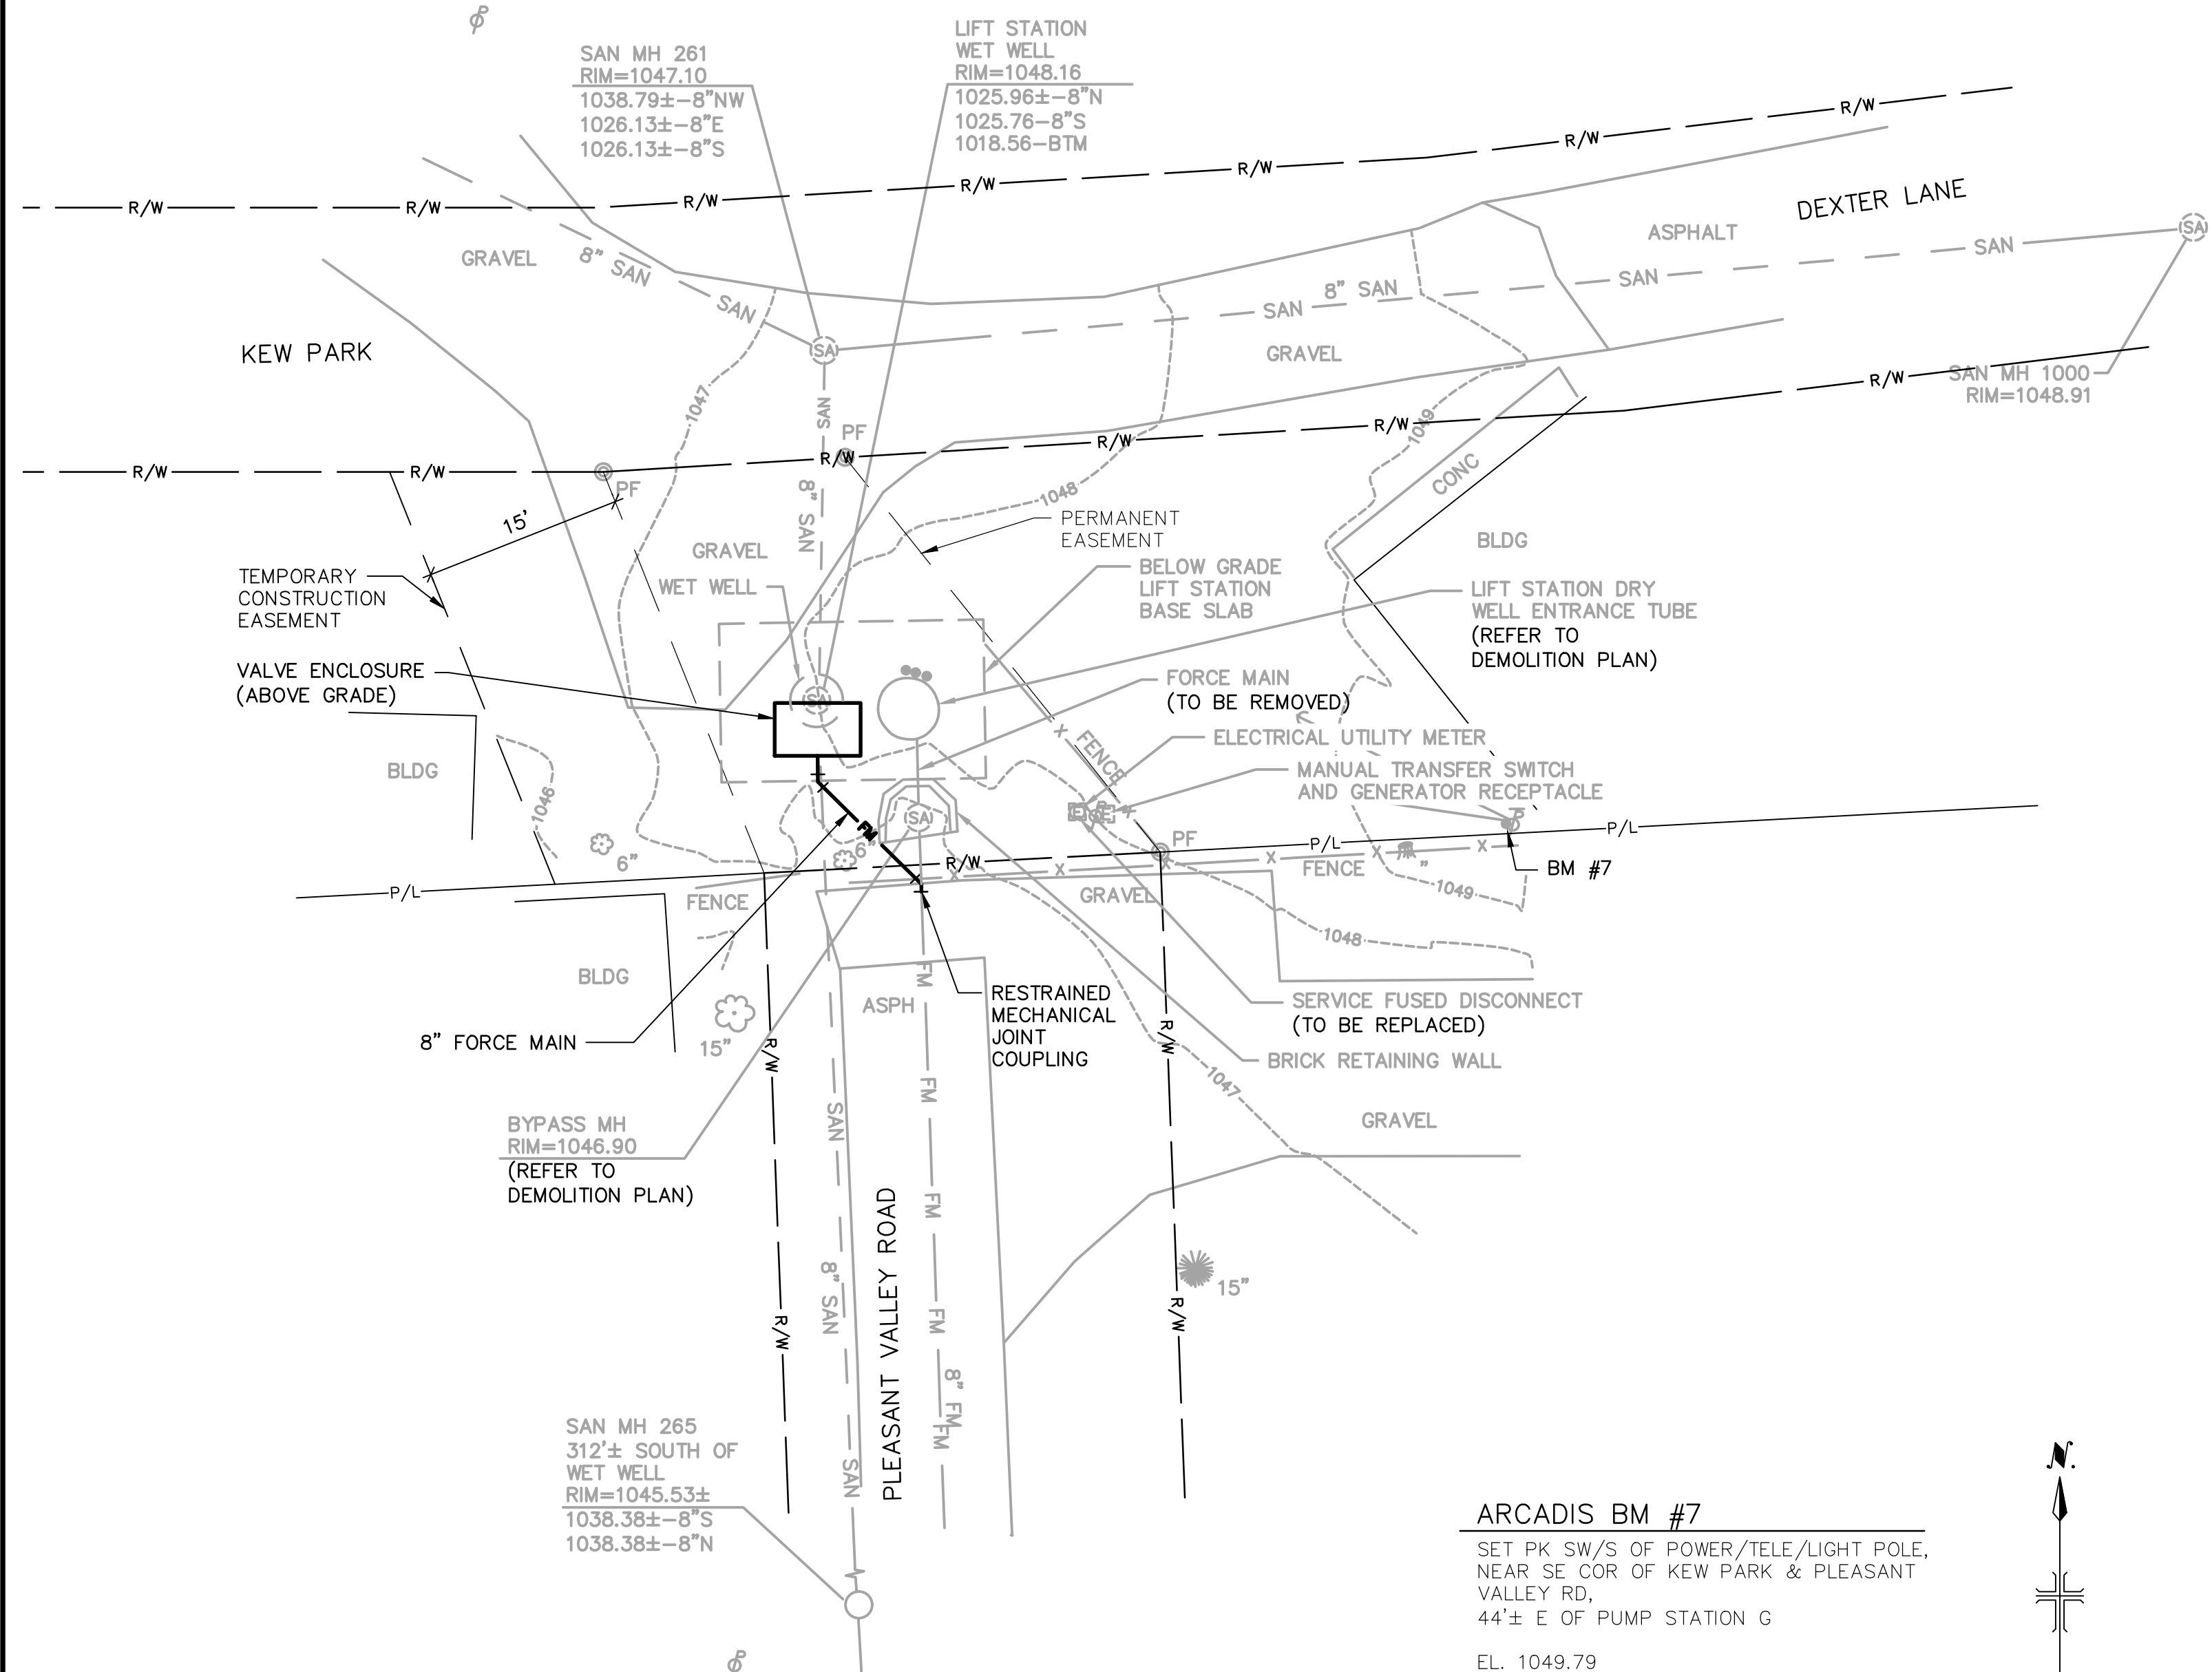 SAN MH 261
RIM=1047.10
1038.79±-8"NW
1026.13±-8"E
1026.13±-8"S
LIFT STATION
WET WELL
RIM=1048.16
1025.96±-8"N
1025.76-8"S
1018.56-BTM
R/W
R/W
R/W
R/W
R/W
R/W
R/W
DEXTER LANE
ASPHALT
SA
SAN
SAN
8" SAN
SAN
GRAVEL
8" SAN
SAN
SA
GRAVEL
KEW PARK
SAN MH 1000
RIM=1048.91
R/W
R/W
R/W
R/W
R/W
R/W
1047
SAN
PF
PF
1049
CONC
15'
8" SAN
1048
PERMANENT
EASEMENT
GRAVEL
WET WELL
BLDG
TEMPORARY
CONSTRUCTION
EASEMENT
BELOW GRADE
LIFT STATION
BASE SLAB
LIFT STATION DRY
WELL ENTRANCE TUBE
(REFER TO
DEMOLITION PLAN)
VALVE ENCLOSURE
(ABOVE GRADE)
SA
FORCE MAIN
(TO BE REMOVED)
X
FENCE
ELECTRICAL UTILITY METER
MANUAL TRANSFER SWITCH
AND GENERATOR RECEPTACLE
BLDG
1046
6"
FM
6"
SA
E
E
P
X
PF
P/L
P/L
P
R/W
X
X
X
X
X
X
FENCE
"
BM #7
P/L
FENCE
GRAVEL
1049
1048
BLDG
FM
ASPH
RESTRAINED
MECHANICAL
JOINT
COUPLING
SERVICE FUSED DISCONNECT
(TO BE REPLACED)
BRICK RETAINING WALL
15"
R/W
R/W
8" FORCE MAIN
FM
1047
GRAVEL
SAN
BYPASS MH
RIM=1046.90
(REFER TO
DEMOLITION PLAN)
FM
PLEASANT VALLEY ROAD
8" SAN
15"
R/W
R/W
FM
8" FM
FM
SAN
SAN MH 265
312'± SOUTH OF
WET WELL
RIM=1045.53±
1038.38±-8"S
1038.38±-8"N
N.
ARCADIS BM #7
SET PK SW/S OF POWER/TELE/LIGHT POLE,
NEAR SE COR OF KEW PARK & PLEASANT
VALLEY RD,
44'± E OF PUMP STATION G
EL. 1049.79
P
P